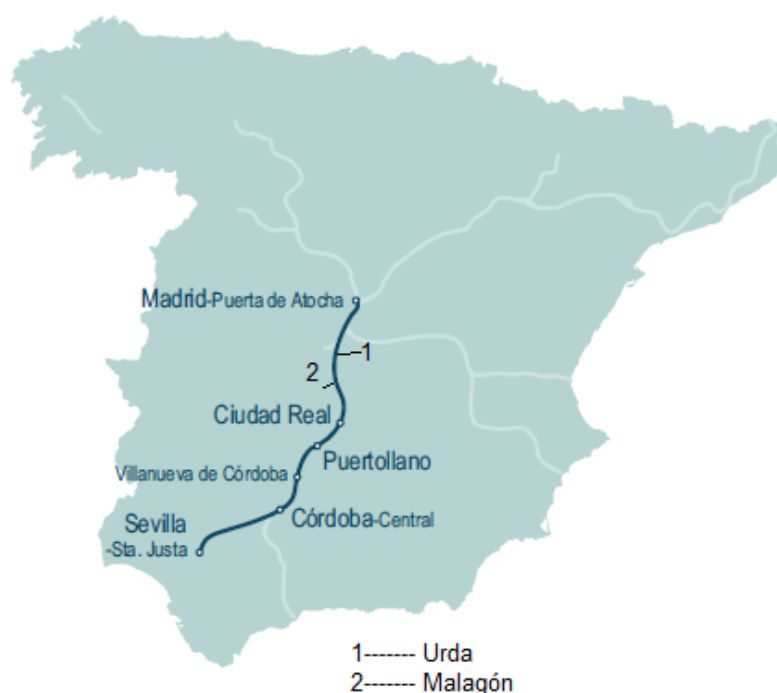 Madrid-Puerta de Atocha
1
2
Ciudad Real
Puertollano
Villanueva de Córdoba
Córdoba-Central
Sevilla
-Sta. Justa
1------- Urda
2------- Malagón